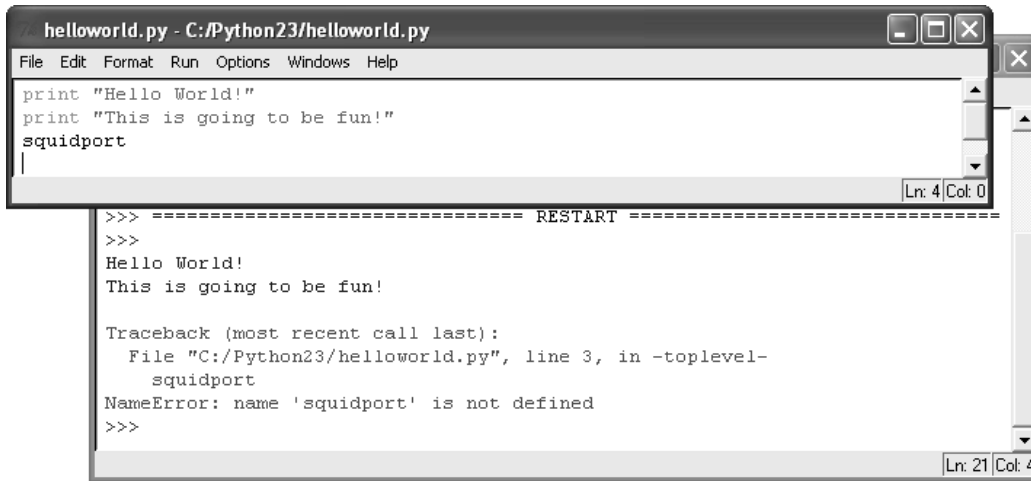 helloworld.py - C:/Python23/helloworld.py
File Edit Format Run Options Windows Help
print "Hello World!"
print "This is going to be fun!"
squidport
Ln: 4 Col: 0
>>> ================================ RESTART ================================
>>>
Hello World!
This is going to be fun!
Traceback (most recent call last):
File "C:/Python23/helloworld.py", line 3, in -toplevel-
squidport
NameError: name 'squidport' is not defined
>>>
Ln: 21 Col: 4